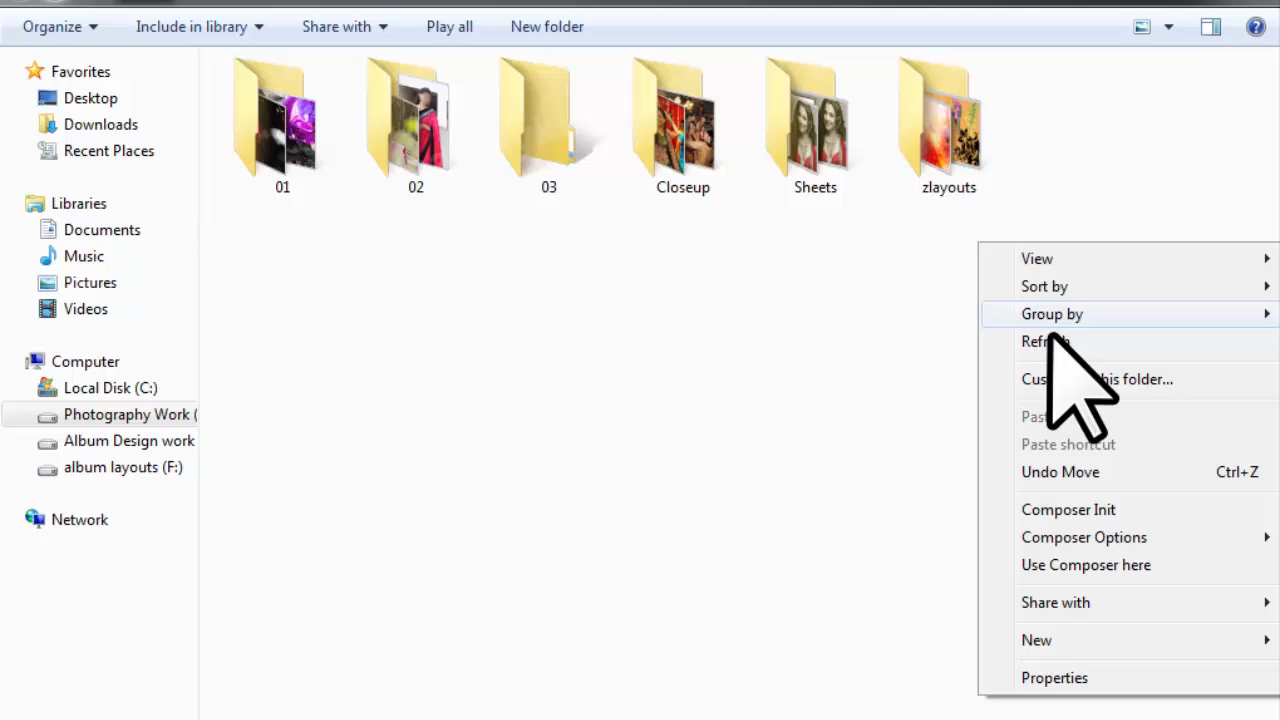 Organize
Include in library
Share with
Play all
New folder
Favorites
Desktop
Downloads
Recent Places
Libraries
Documents
Music
Pictures
Videos
Computer
Local Disk (C:)
Photography Work (
Album Design work
album layouts (F:)
Network
01
02
03
Closeup
Sheets
zlayouts
View
Sort by
Group by
his folder...
Paste shortcut
Undo Move Ctrl+Z
Composer Init
Composer Options
Use Composer here
Share with
New
Properties